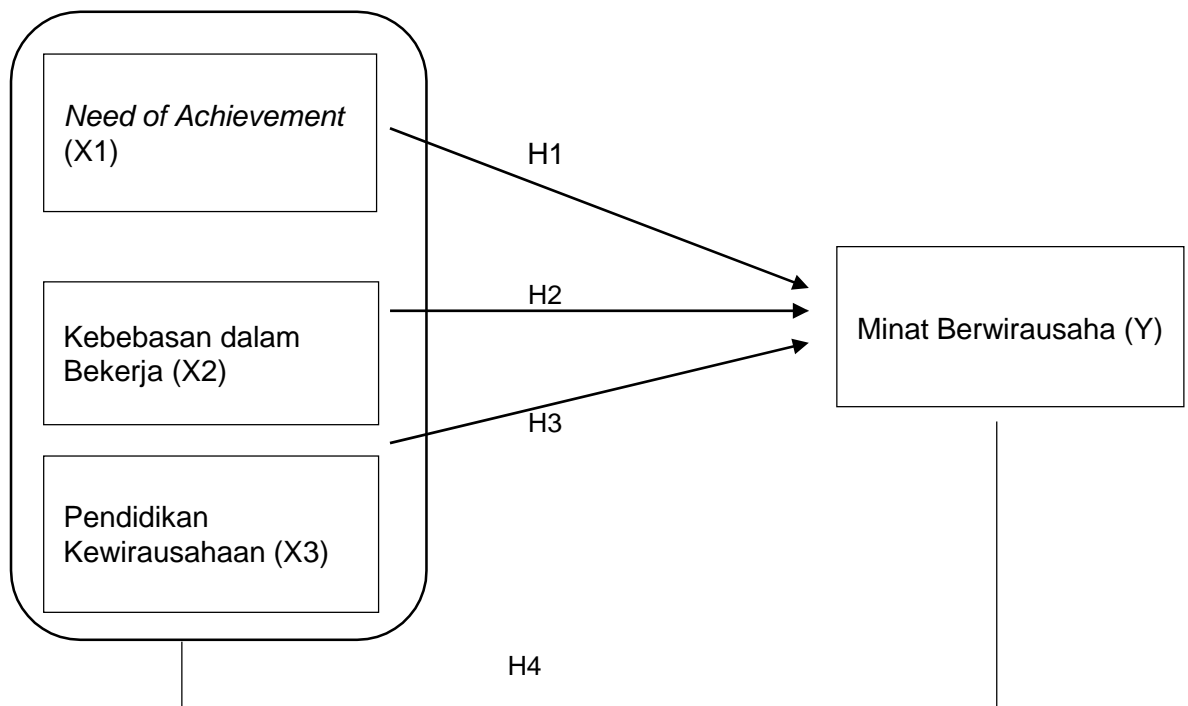 Need of Achievement
(X1)
H1
H2
Kebebasan dalam
Bekerja (X2)
Minat Berwirausaha (Y)
H3
Pendidikan
Kewirausahaan (X3)
H4